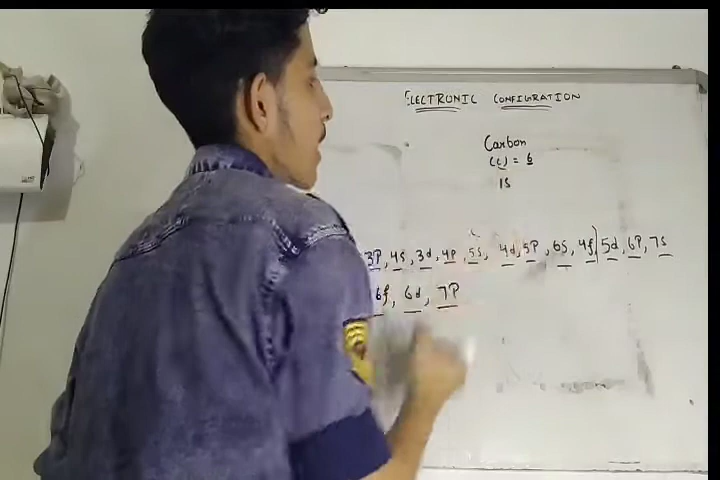 ELECTRONIC CONFIGRATION
Carbon
(C) = 6
1S
3P, 4S, 3d, 4P, 5S, 4d, 5P, 6S, 4f, 5d, 6P, 7S
6f, 6d, 7P